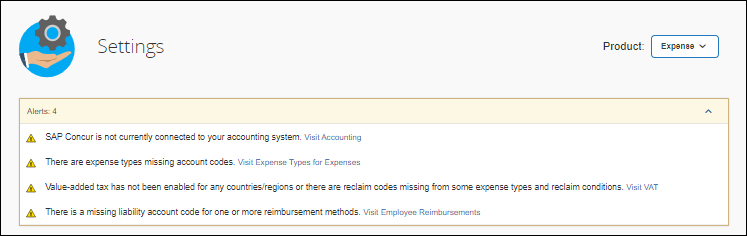 Settings
Product: Expense
Alerts: 4
SAP Concur is not currently connected to your accounting system. Visit Accounting
There are expense types missing account codes. Visit Expense Types for Expenses
Value-added tax has not been enabled for any countries/regions or there are reclaim codes missing from some expense types and reclaim conditions. Visit VAT
There is a missing liability account code for one or more reimbursement methods. Visit Employee Reimbursements